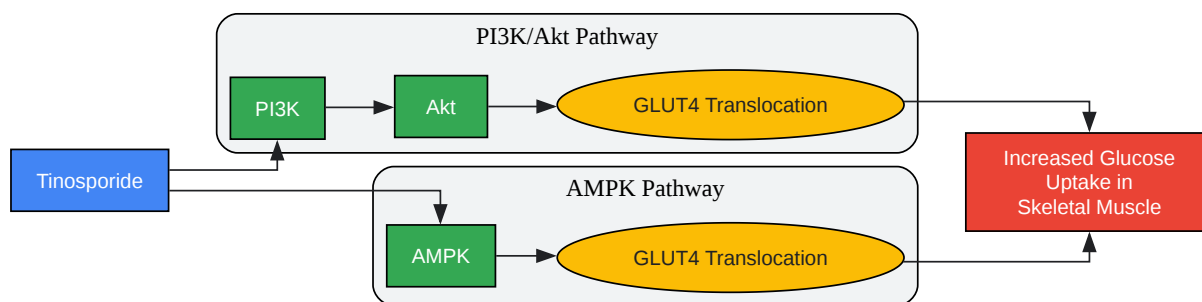 PI3K/Akt Pathway
PI3K
Akt
GLUT4 Translocation
Tinosporide
AMPK Pathway
AMPK
GLUT4 Translocation
Increased Glucose
Uptake in
Skeletal Muscle